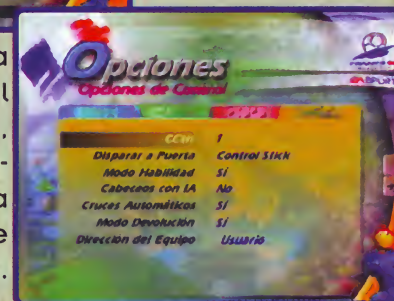 Opciones
Opciones de Control
1
Disparar a Puerta Control Stick
Modo Habilidad Sí
Cabeceos con IA No
Cruces Automáticos Sí
Modo Devolución Sí
Dirección del Equipo Usuario